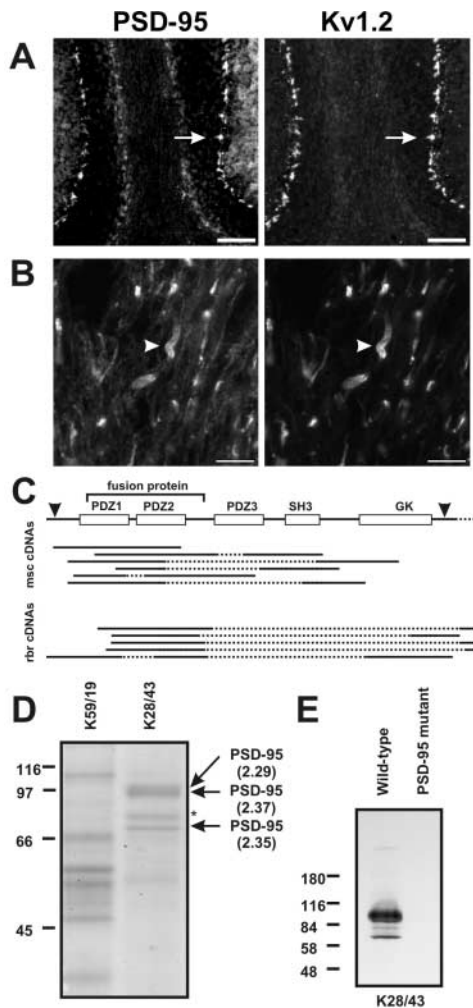 PSD-95 Kv1.2
A
B
C
fusion protein
PDZ1 PDZ2 PDZ3 SH3 GK
msc cDNAs
rbr cDNAs
D
K59/19
K28/43
116
97
66
45
PSD-95
(2.29)
PSD-95
(2.37)
*
PSD-95
(2.35)
E
Wild-type
PSD-95 mutant
180
116
84
58
48
K28/43